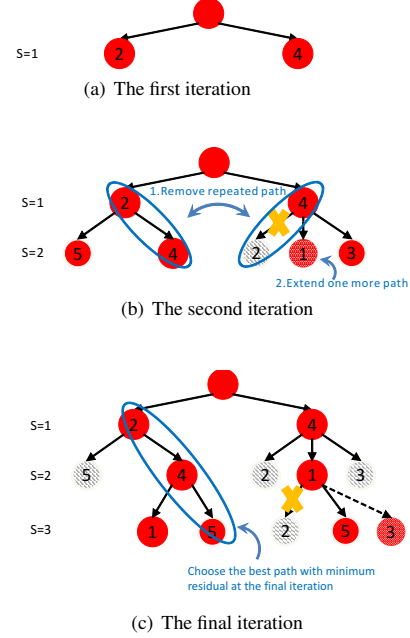 S=1
2
4
(a) The first iteration
1.Remove repeated path
S=1
2
4
S=2
5
4
2
1
3
2.Extend one more path
(b) The second iteration
S=1
2
4
S=2
5
4
2
1
3
S=3
1
5
2
5
3
Choose the best path with minimum
residual at the final iteration
(c) The final iteration